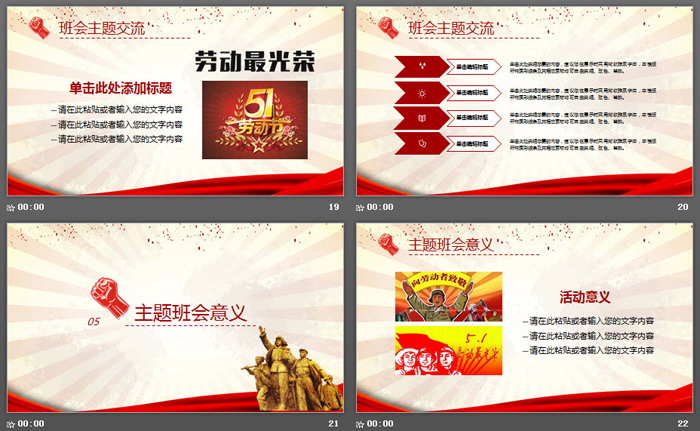 班会主题交流
劳动最光荣
单击此处添加标题
—请在此粘贴或者输入您的文字内容
—请在此粘贴或者输入您的文字内容
—请在此粘贴或者输入您的文字内容
51
劳动节
00:00
19
班会主题交流
单击编辑标题
单击编辑标题
单击编辑标题
单击编辑标题
00:00
20
05
主题班会意义
00:00
21
主题班会意义
向劳动者致敬
5.1
劳动最光荣
活动意义
—请在此粘贴或者输入您的文字内容
—请在此粘贴或者输入您的文字内容
—请在此粘贴或者输入您的文字内容
00:00
22